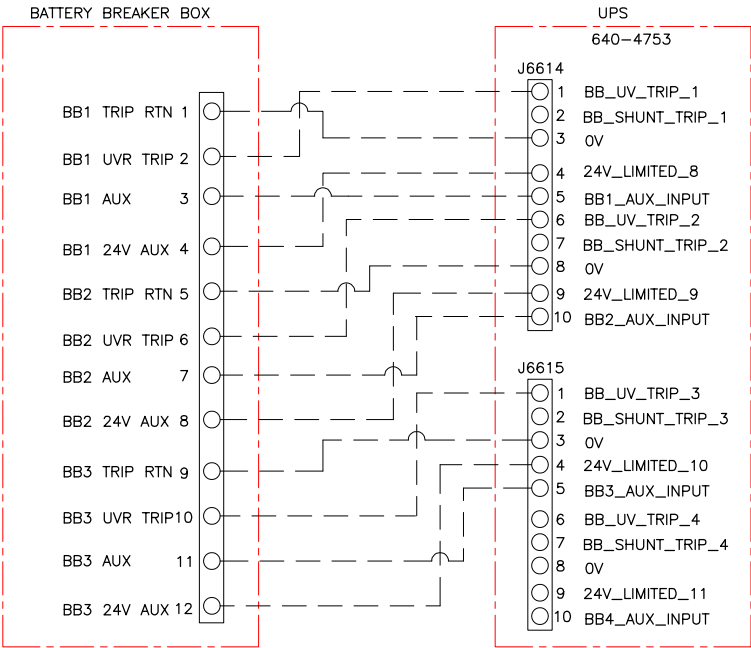 BATTERY BREAKER BOX
BB1 TRIP RTN 1
BB1 UVR TRIP 2
BB1 AUX 3
BB1 24V AUX 4
BB2 TRIP RTN 5
BB2 UVR TRIP 6
BB2 AUX 7
BB2 24V AUX 8
BB3 TRIP RTN 9
BB3 UVR TRIP 10
BB3 AUX 11
BB3 24V AUX 12
UPS
640-4753
J6614
1 BB_UV_TRIP_1
2 BB_SHUNT_TRIP_1
3 0V
4 24V_LIMITED_8
5 BB1_AUX_INPUT
6 BB_UV_TRIP_2
7 BB_SHUNT_TRIP_2
8 0V
9 24V_LIMITED_9
10 BB2_AUX_INPUT
J6615
1 BB_UV_TRIP_3
2 BB_SHUNT_TRIP_3
3 0V
4 24V_LIMITED_10
5 BB3_AUX_INPUT
6 BB_UV_TRIP_4
7 BB_SHUNT_TRIP_4
8 0V
9 24V_LIMITED_11
10 BB4_AUX_INPUT